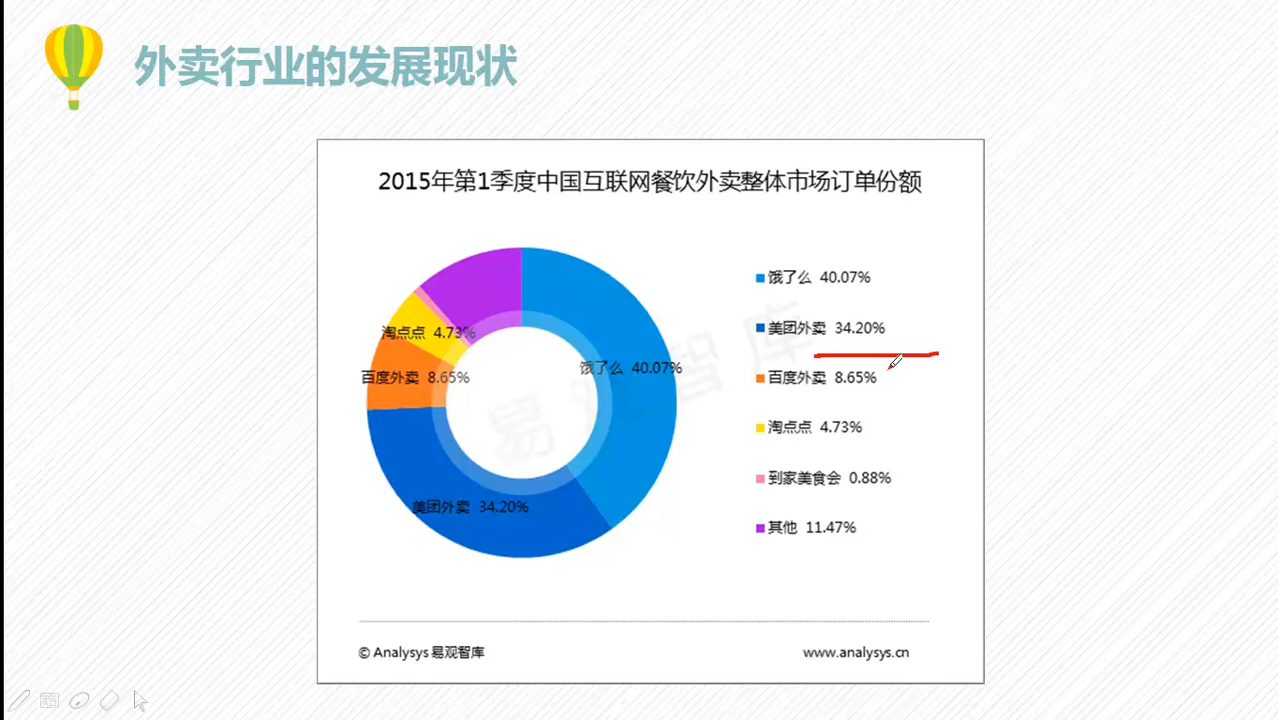 外卖行业的发展现状
2015年第1季度中国互联网餐饮外卖整体市场订单份额
饿了么 40.07%
美团外卖 34.20%
百度外卖 8.65%
淘点点 4.73%
到家美食会 0.88%
其他 11.47%
淘点点 4.73%
百度外卖 8.65%
饿了么 40.07%
美团外卖 34.20%
易观智库
© Analysys 易观智库
www.analysys.cn